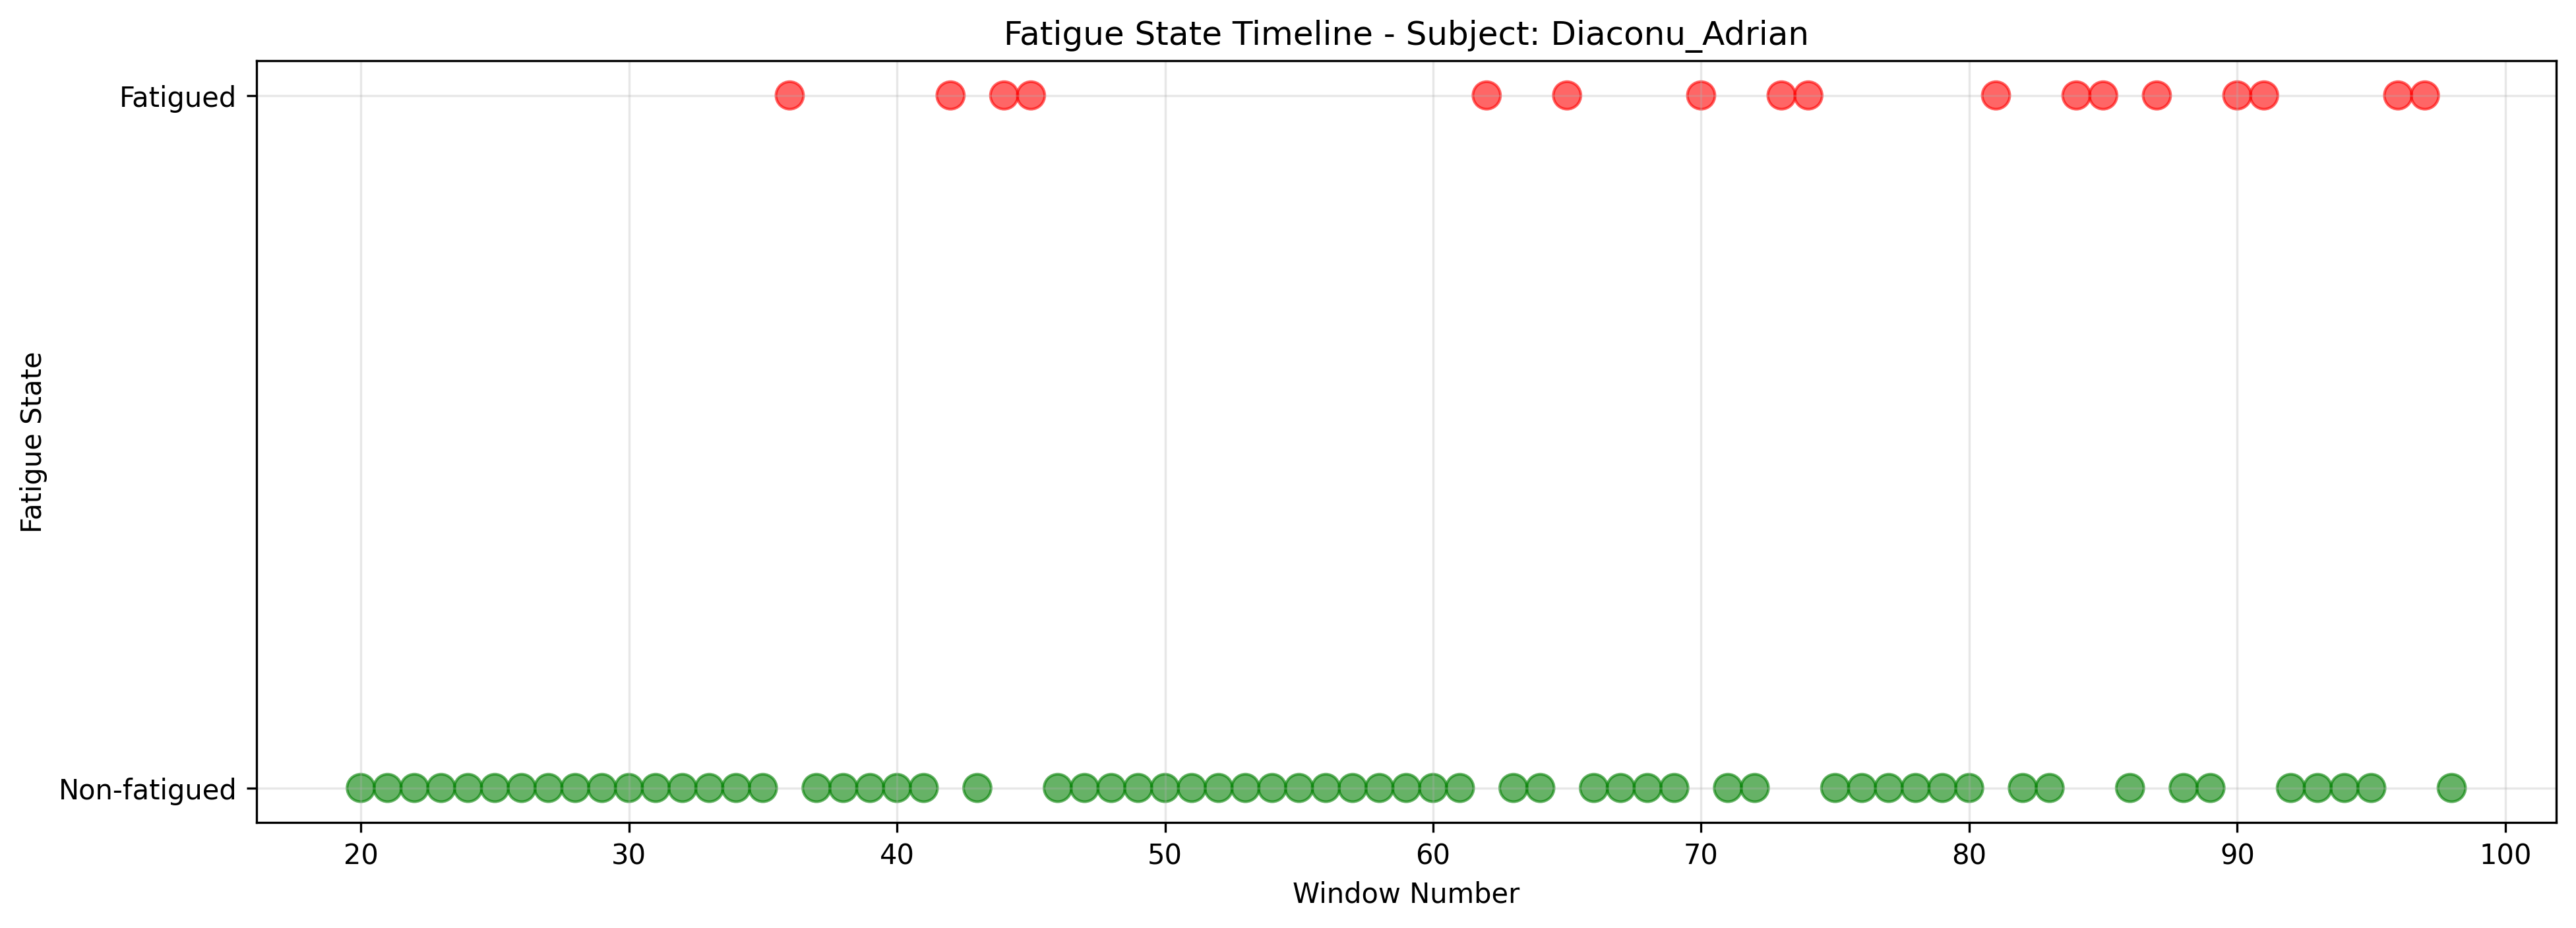 Fatigue State Timeline - Subject: Diaconu_Adrian
Fatigued
Fatigue State
Non-fatigued
20 30 40 50 60 70 80 90 100
Window Number